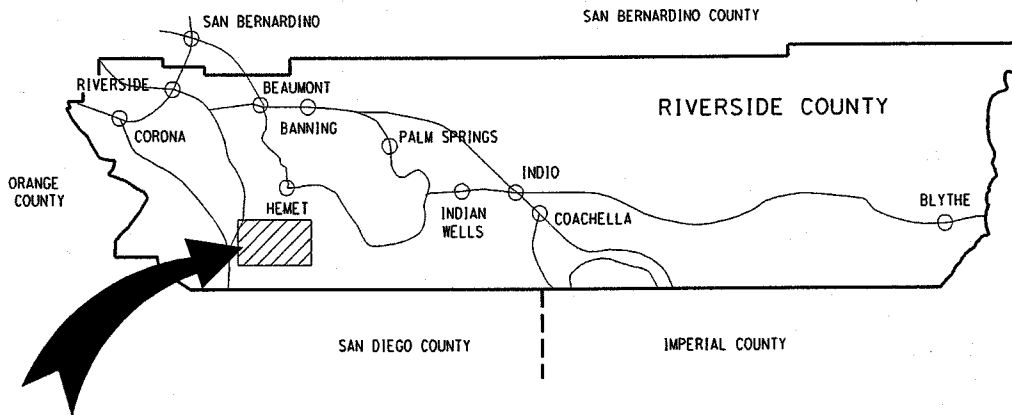 SAN BERNARDINO COUNTY
SAN BERNARDINO
RIVERSIDE
BEAUMONT
BANNING
RIVERSIDE COUNTY
CORONA
PALM SPRINGS
ORANGE
COUNTY
HEMET
INDIAN
WELLS
INDIO
COACHELLA
BLYTHE
SAN DIEGO COUNTY
IMPERIAL COUNTY